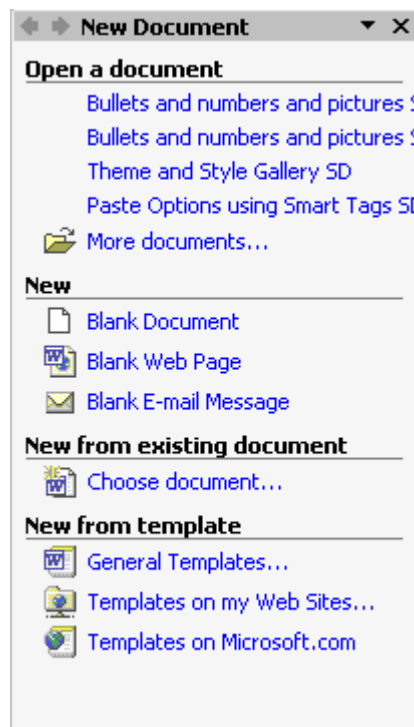 New Document
Open a document
Bullets and numbers and pictures S
Bullets and numbers and pictures S
Theme and Style Gallery SD
Paste Options using Smart Tags SD
More documents...
New
Blank Document
Blank Web Page
Blank E-mail Message
New from existing document
Choose document...
New from template
General Templates...
Templates on my Web Sites...
Templates on Microsoft.com